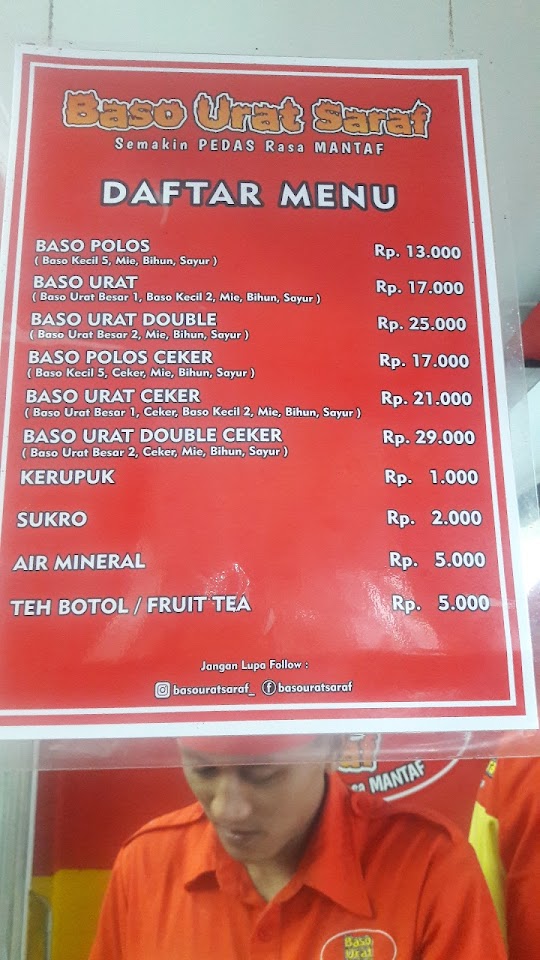 Baso Urat Saraf
Semakin PEDAS Rasa MANTAF
DAFTAR MENU
BASO POLOS Rp. 13.000
( Baso Kecil 5, Mie, Bihun, Sayur )
BASO URAT Rp. 17.000
( Baso Urat Besar 1, Baso Kecil 2, Mie, Bihun, Sayur )
BASO URAT DOUBLE Rp. 25.000
( Baso Urat Besar 2, Mie, Bihun, Sayur )
BASO POLOS CEKER Rp. 17.000
( Baso Kecil 5, Ceker, Mie, Bihun, Sayur )
BASO URAT CEKER Rp. 21.000
( Baso Urat Besar 1, Ceker, Baso Kecil 2, Mie, Bihun, Sayur )
BASO URAT DOUBLE CEKER Rp. 29.000
( Baso Urat Besar 2, Ceker, Mie, Bihun, Sayur )
KERUPUK Rp. 1.000
SUKRO Rp. 2.000
AIR MINERAL Rp. 5.000
TEH BOTOL / FRUIT TEA Rp. 5.000
Jangan Lupa Follow :
basouratsaraf_ basouratsaraf
MANTAF
Baso
Urat